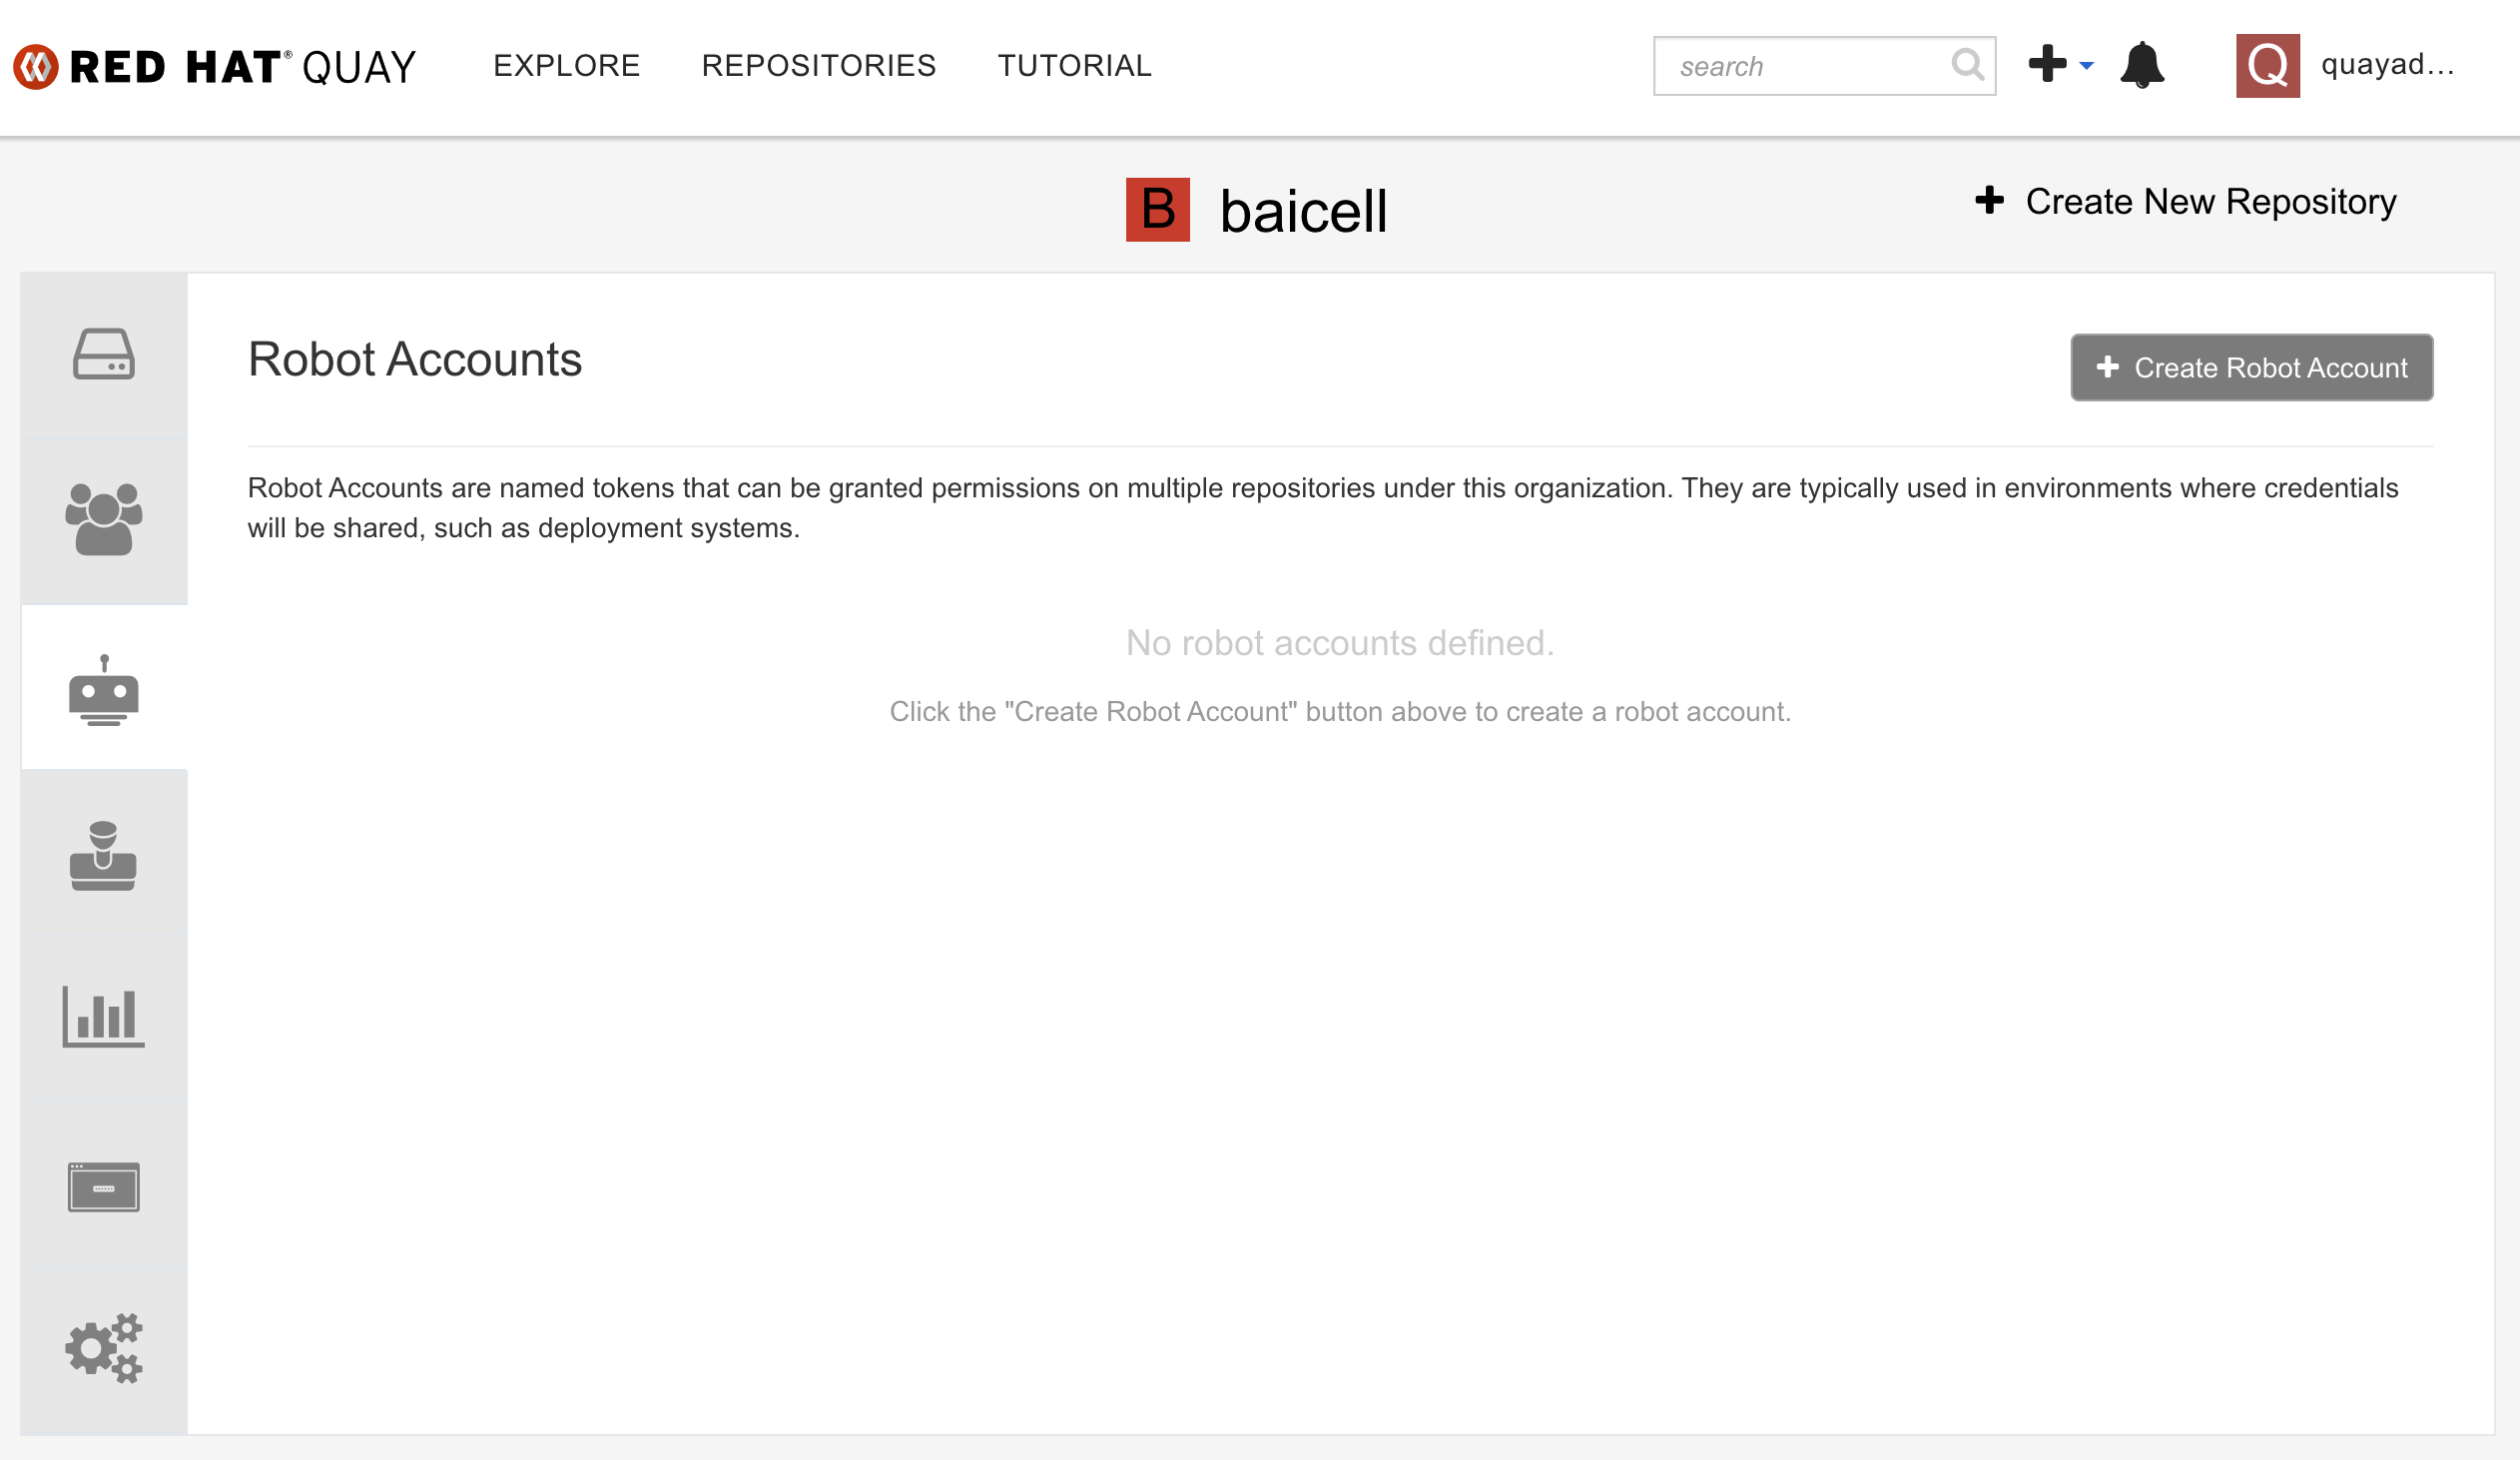 RED HAT® QUAY EXPLORE REPOSITORIES TUTORIAL search Q quayad...
B baicell + Create New Repository
Robot Accounts + Create Robot Account
Robot Accounts are named tokens that can be granted permissions on multiple repositories under this organization. They are typically used in environments where credentials
will be shared, such as deployment systems.
No robot accounts defined.
Click the "Create Robot Account" button above to create a robot account.